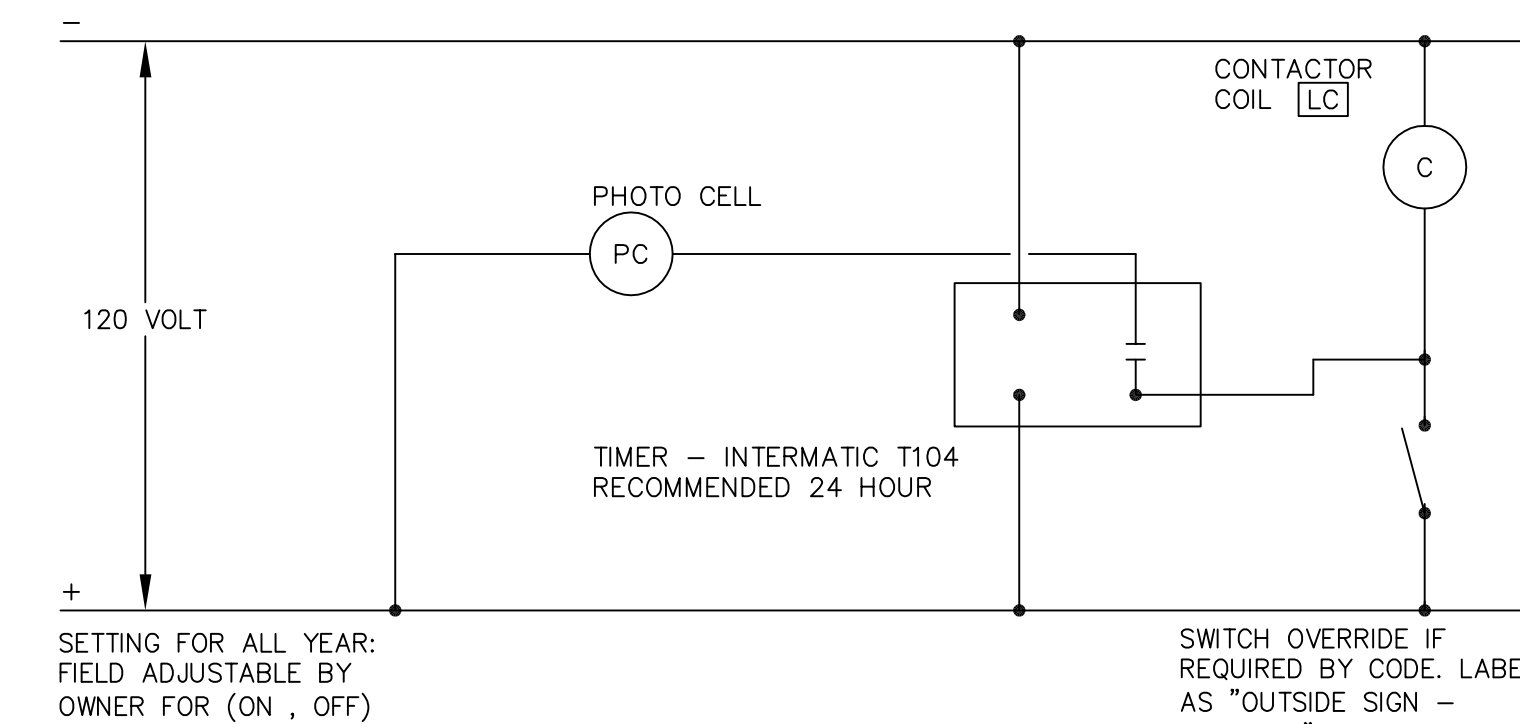 −
CONTACTOR
COIL LC
C
PHOTO CELL
PC
120 VOLT
TIMER − INTERMATIC T104
RECOMMENDED 24 HOUR
+
SETTING FOR ALL YEAR:
FIELD ADJUSTABLE BY
OWNER FOR (ON , OFF)
SWITCH OVERRIDE IF
REQUIRED BY CODE. LABE
AS "OUTSIDE SIGN −